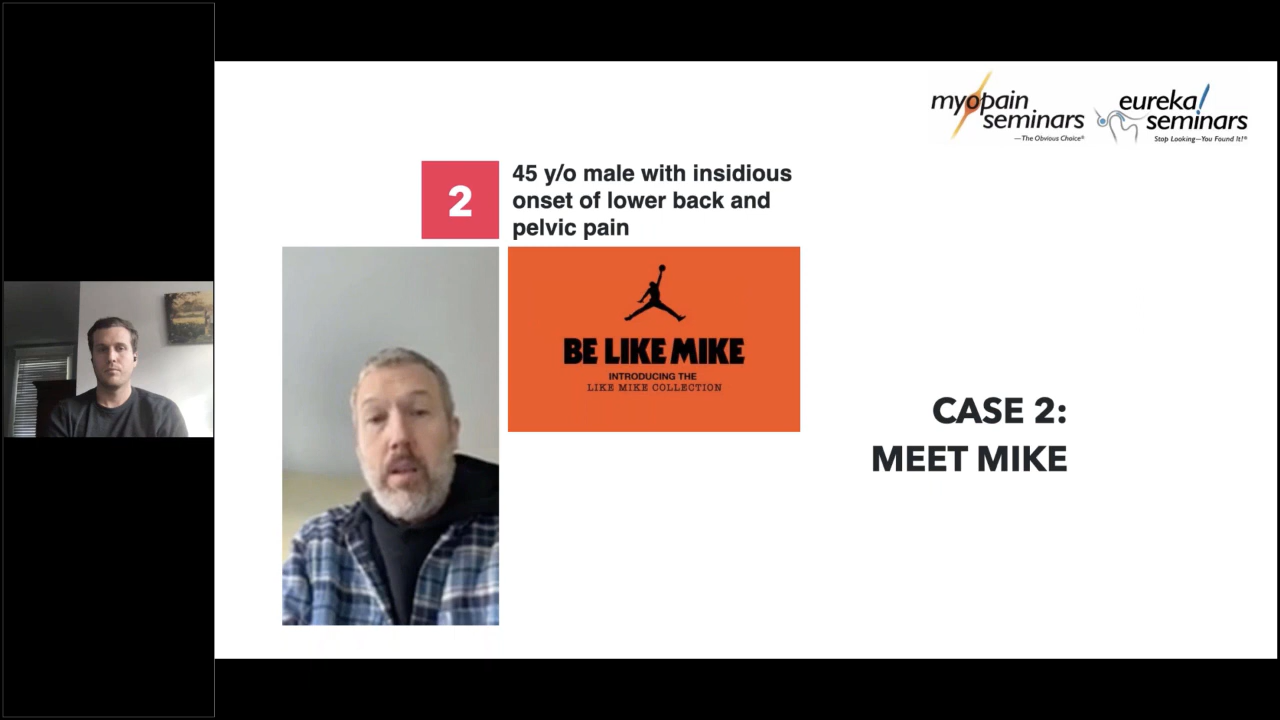 myopain
seminars
—The Obvious Choice®
eureka!
seminars
Stop Looking—You Found It!®
2
45 y/o male with insidious
onset of lower back and
pelvic pain
BE LIKE MIKE
INTRODUCING THE
LIKE MIKE COLLECTION
CASE 2:
MEET MIKE